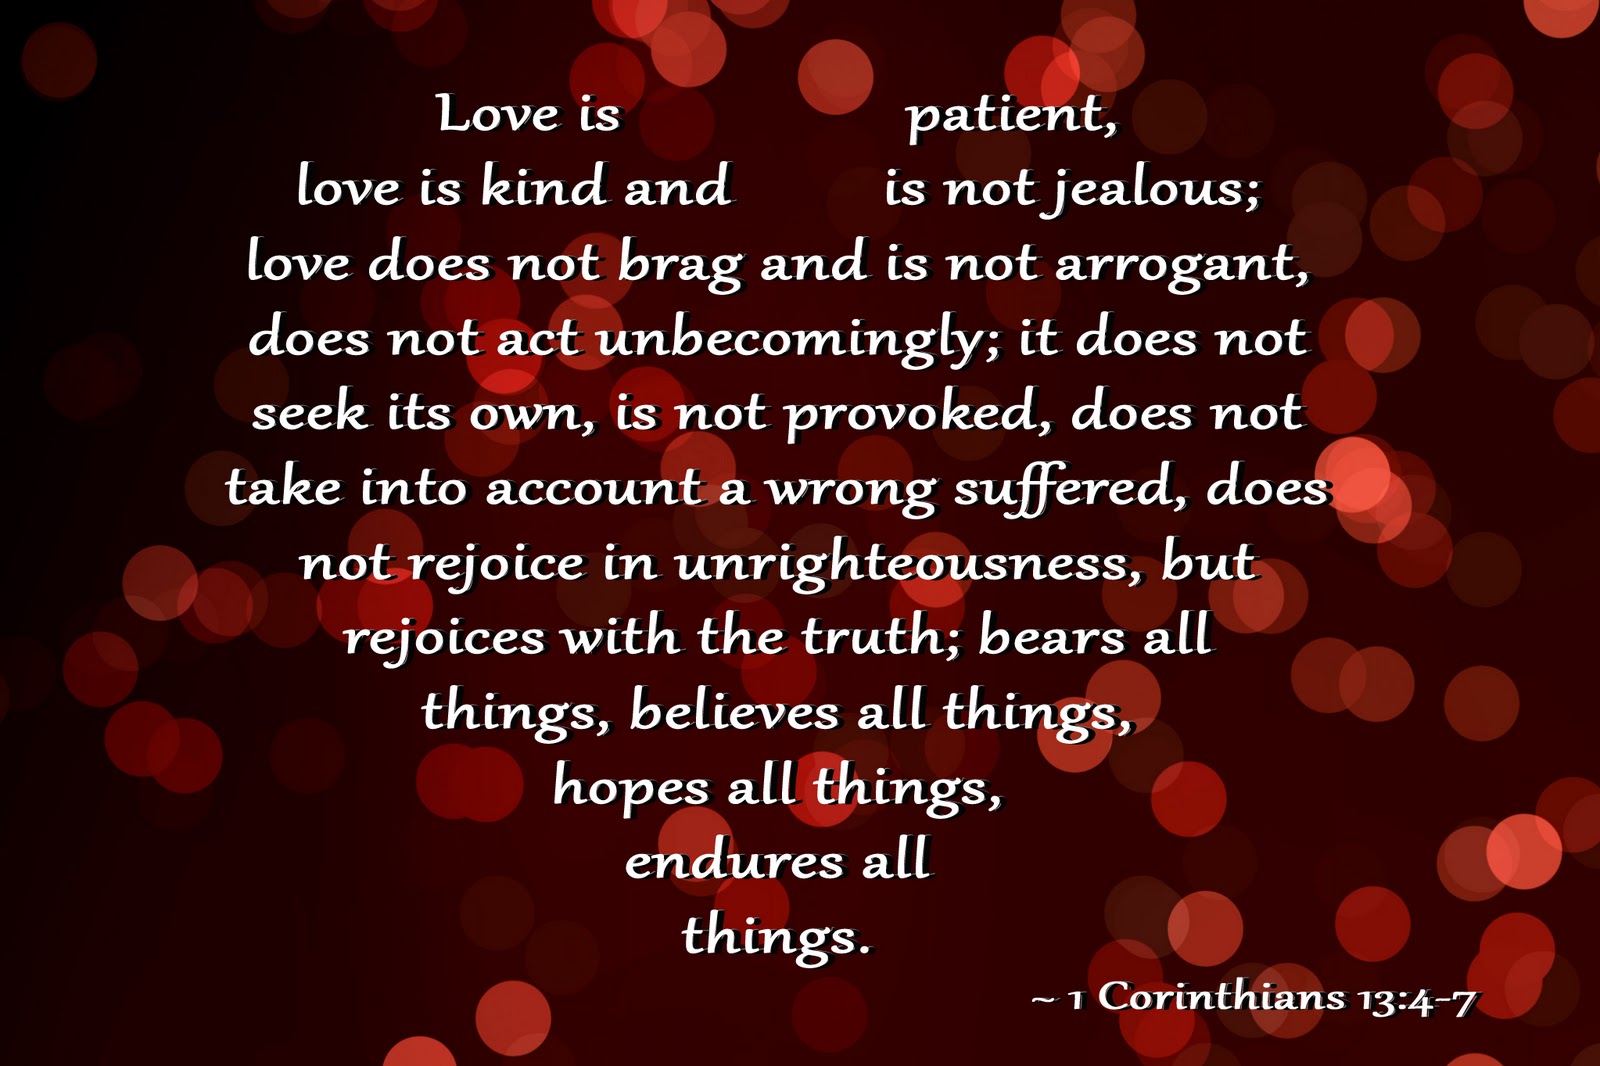 Love is patient,
love is kind and is not jealous;
love does not brag and is not arrogant,
does not act unbecomingly; it does not
seek its own, is not provoked, does not
take into account a wrong suffered, does
not rejoice in unrighteousness, but
rejoices with the truth; bears all
things, believes all things,
hopes all things,
endures all
things.
~ 1 Corinthians 13:4-7